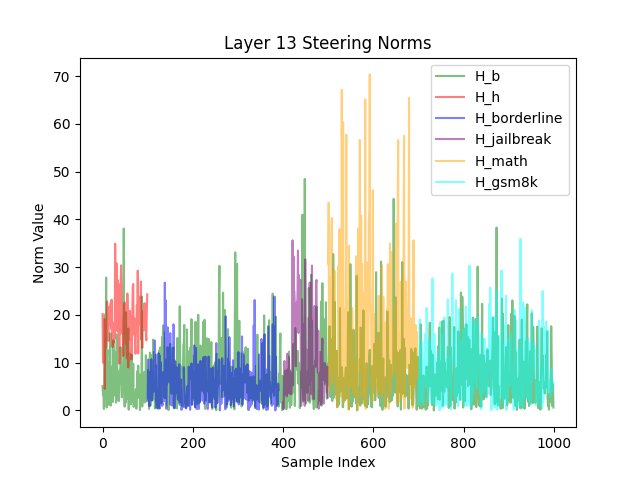 Layer 13 Steering Norms
Norm Value
70
60
50
40
30
20
10
0
H_b
H_h
H_borderline
H_jailbreak
H_math
H_gsm8k
0
200
400
600
800
1000
Sample Index